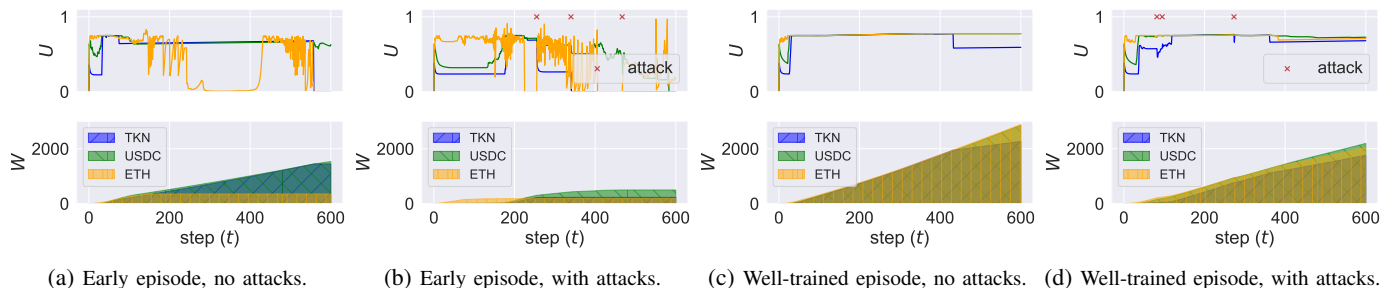 1
U
0
2000
W
0
TKN
USDC
ETH
0
200
400
600
step (t)
(a) Early episode, no attacks.
1
U
0
attack
2000
W
0
TKN
USDC
ETH
0
200
400
600
step (t)
(b) Early episode, with attacks.
1
U
0
2000
W
0
TKN
USDC
ETH
0
200
400
600
step (t)
(c) Well-trained episode, no attacks.
1
U
0
attack
2000
W
0
TKN
USDC
ETH
0
200
400
600
step (t)
(d) Well-trained episode, with attacks.